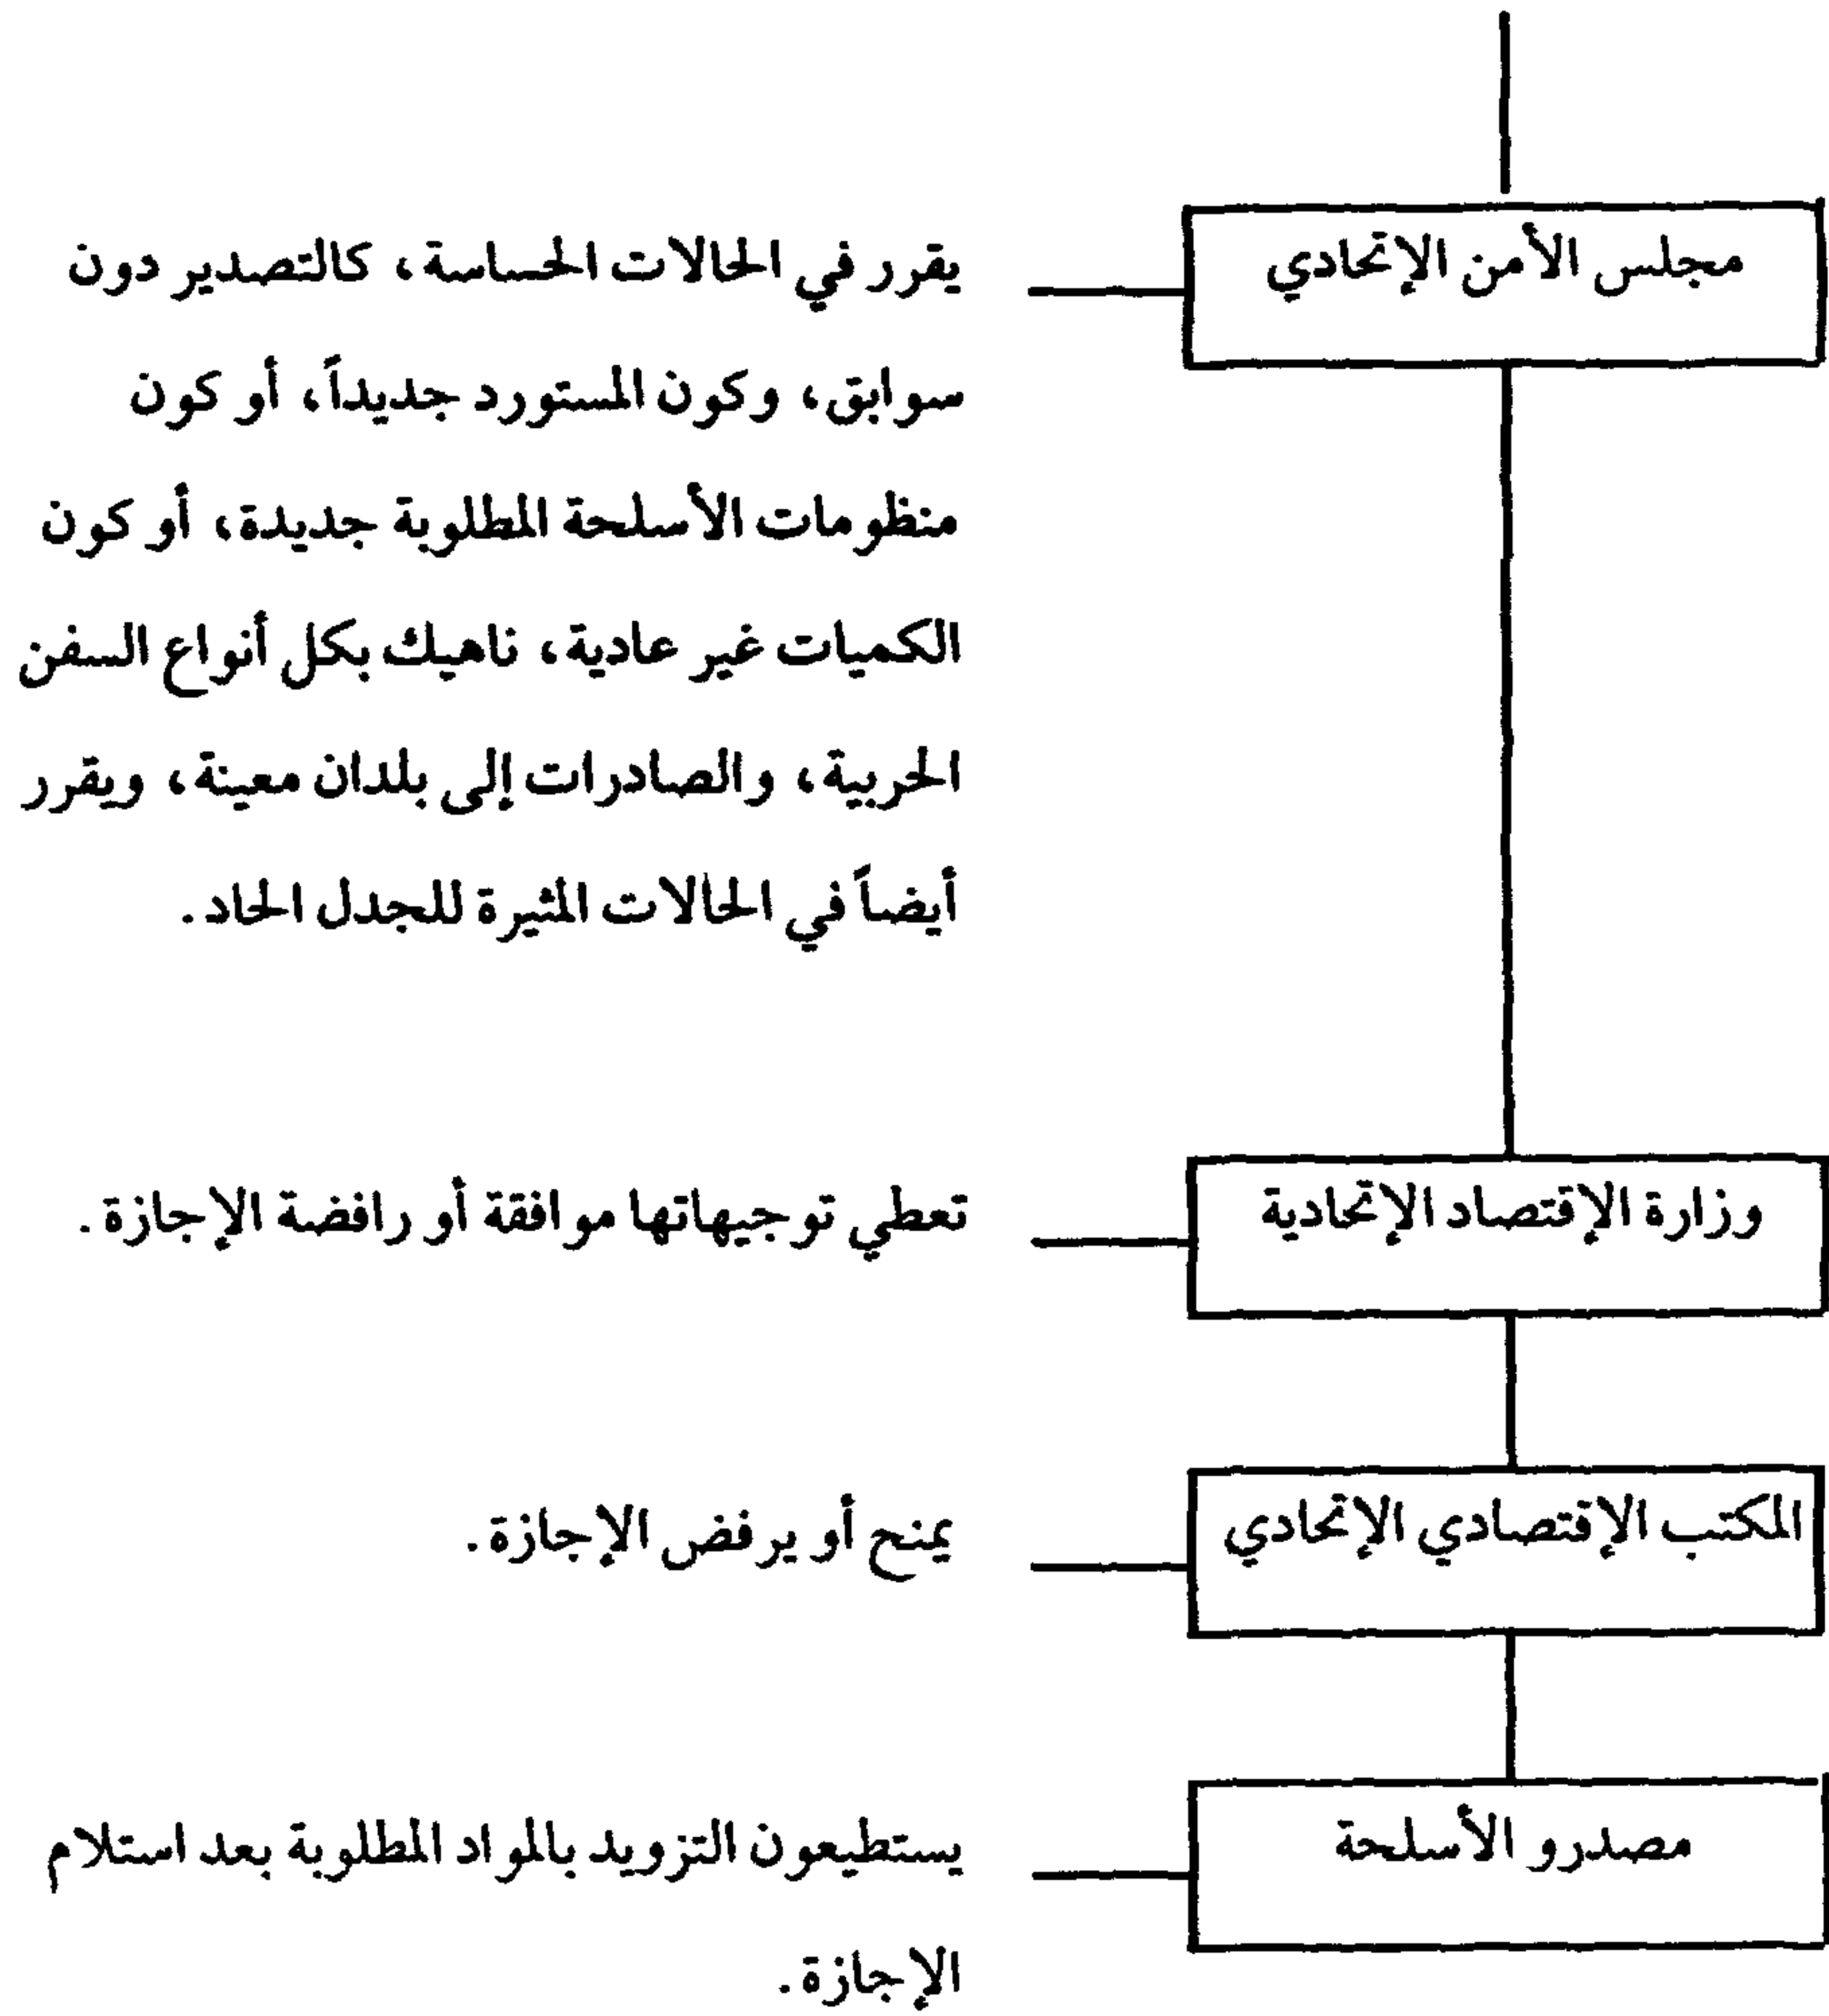 مجلس الأمن الإتحادي
يقرر في الحالات الحساسة، كالتصدير دون
سوابق، وكون المستورد جديداً، أو كون
منظومات الأسلحة المطلوبة جديدة، أو كون
الكميات غير عادية، ناهيك بكل أنواع السفن
الحربية، والصادرات إلى بلدان معينة، ويقرر
أيضاً في الحالات المثيرة للجدل الحاد.
وزارة الإقتصاد الإتحادية
تعطي توجيهاتها موافقة أو رافضة الإجازة.
المكتب الإقتصادي الإتحادي
يمنح أو يرفض الإجازة.
مصدرو الأسلحة
يستطيعون التزويد بالمواد المطلوبة بعد استلام
الإجازة.